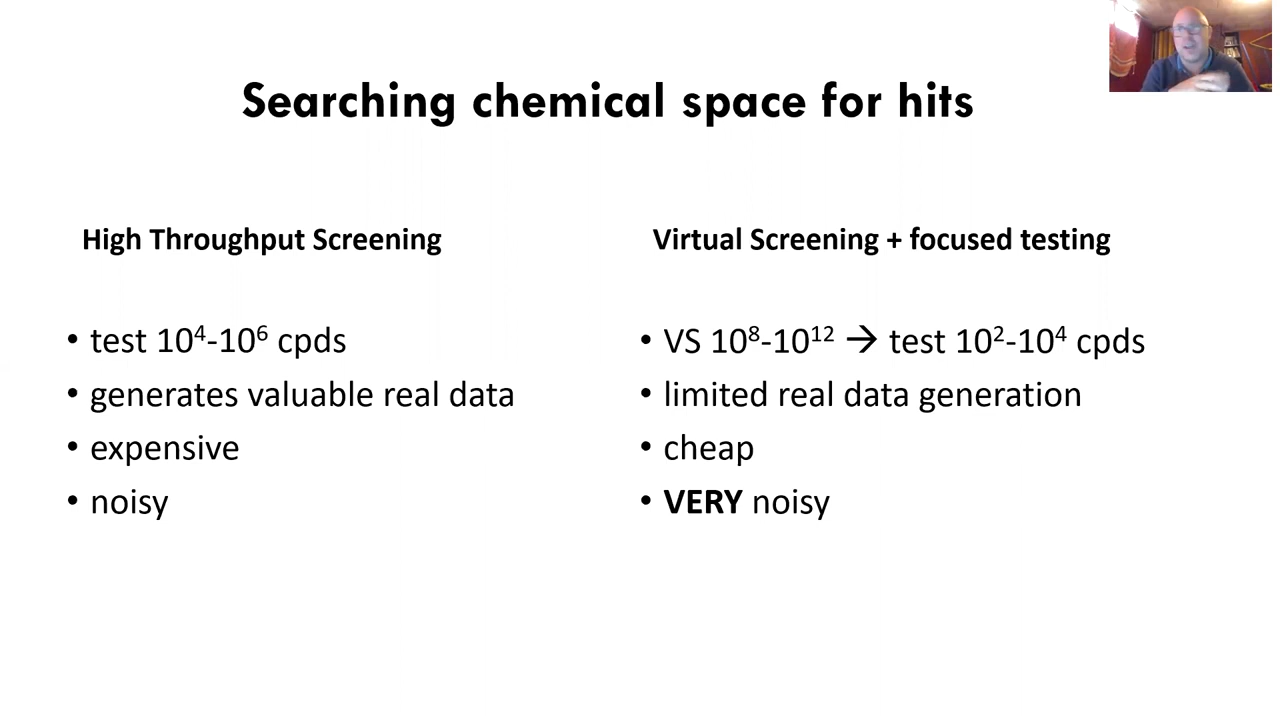 Searching chemical space for hits
High Throughput Screening
• test 10⁴-10⁶ cpds
• generates valuable real data
• expensive
• noisy
Virtual Screening + focused testing
• VS 10⁸-10¹² → test 10²-10⁴ cpds
• limited real data generation
• cheap
• VERY noisy